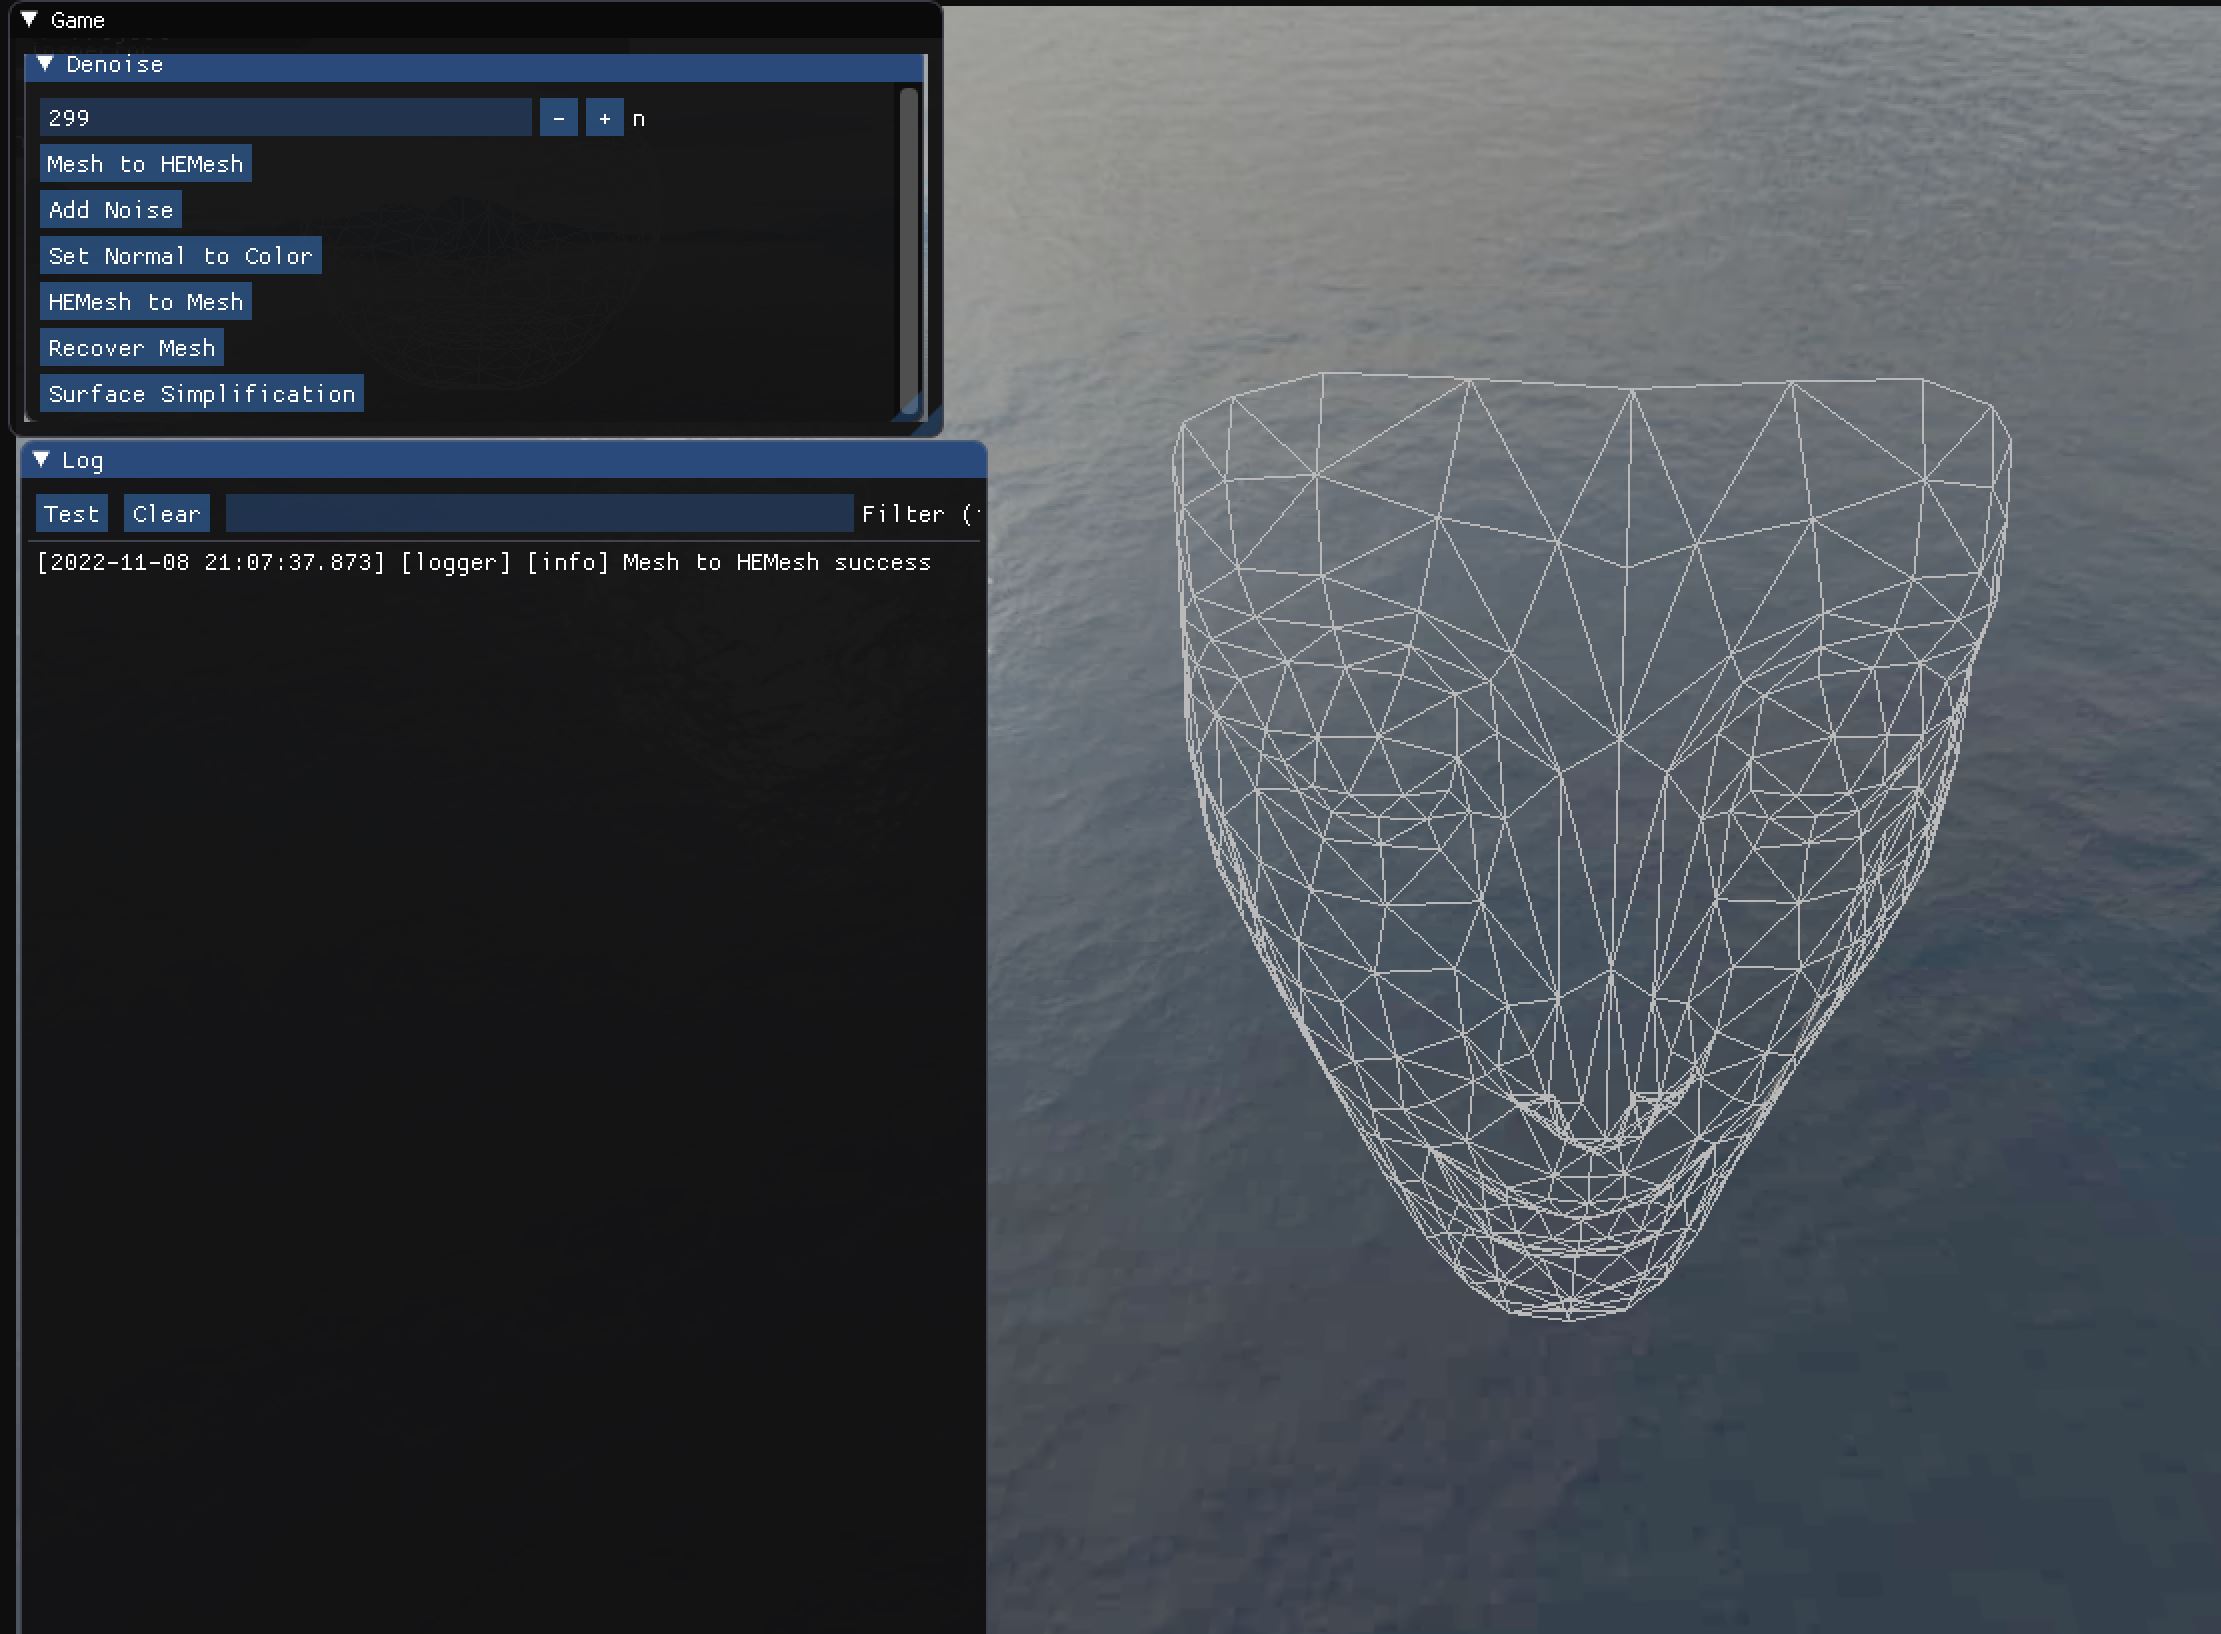 Game
Denoise
299 - + n
Mesh to HEMesh
Add Noise
Set Normal to Color
HEMesh to Mesh
Recover Mesh
Surface Simplification
Log
Test Clear Filter (
[2022-11-08 21:07:37.873] [logger] [info] Mesh to HEMesh success